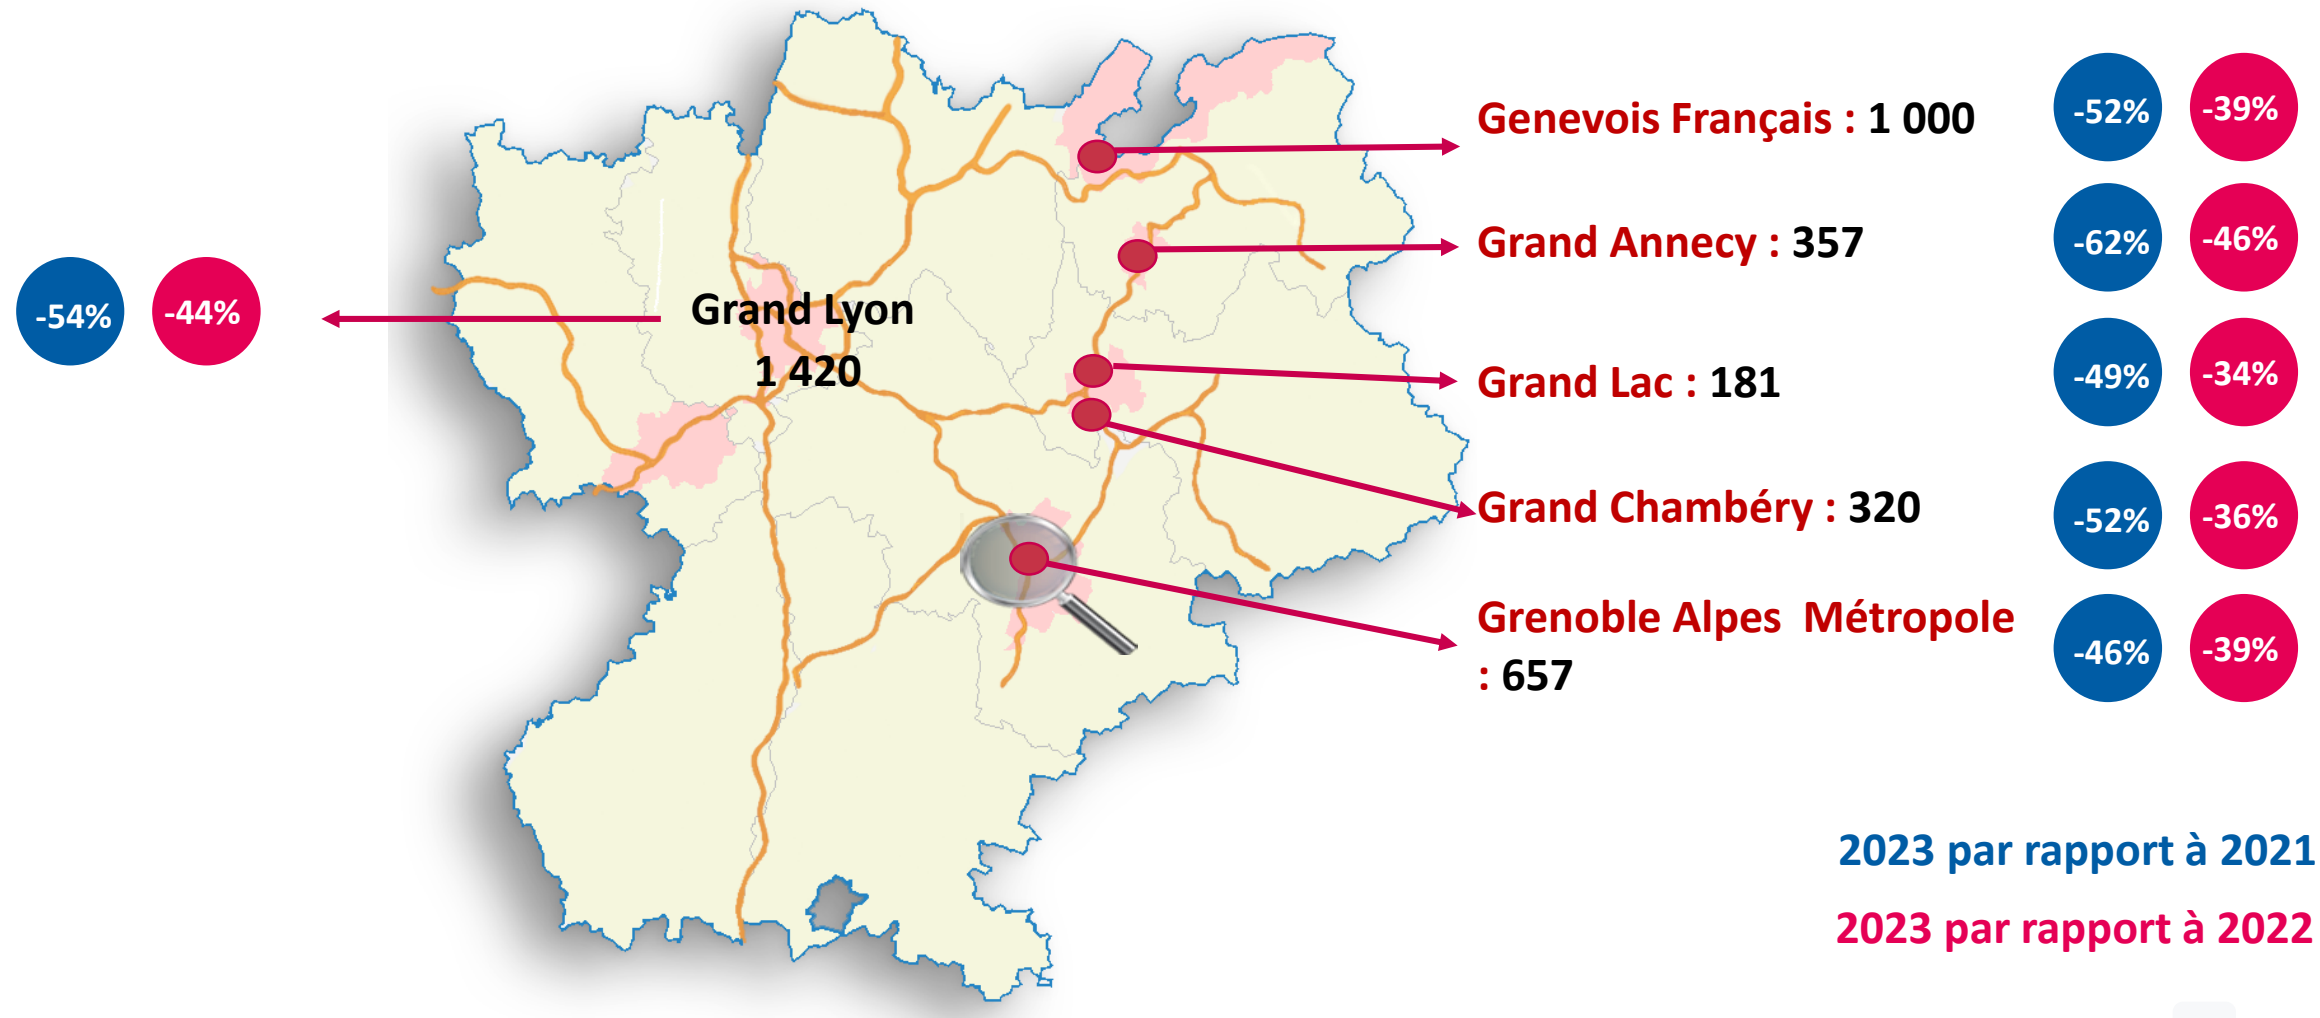 Genevois Français : 1 000
-52%
-39%
Grand Annecy : 357
-62%
-46%
-54%
-44%
Grand Lyon
1 420
Grand Lac : 181
-49%
-34%
Grand Chambéry : 320
-52%
-36%
Grenoble Alpes  Métropole
: 657
-46%
-39%
2023 par rapport à 2021
2023 par rapport à 2022